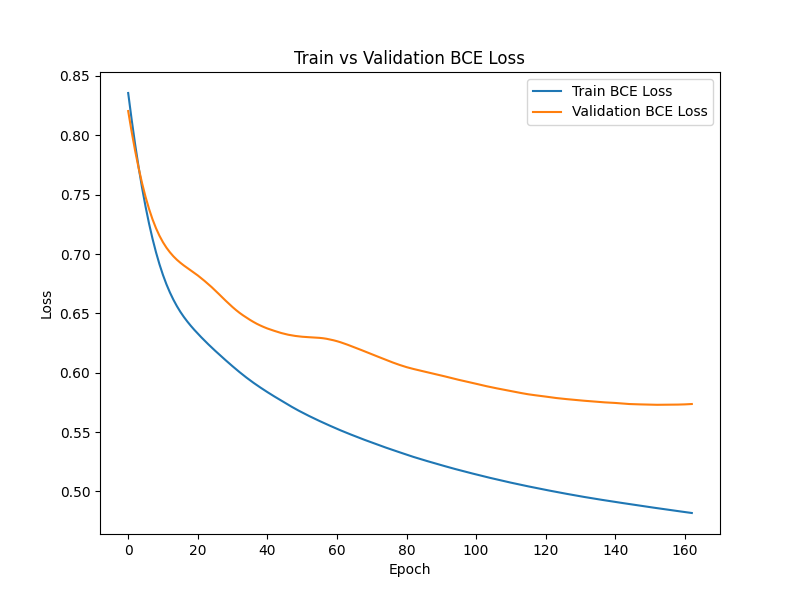 Train vs Validation BCE Loss
Train BCE Loss
Validation BCE Loss
0.85
0.80
0.75
0.70
0.65
0.60
0.55
0.50
Loss
0 20 40 60 80 100 120 140 160
Epoch